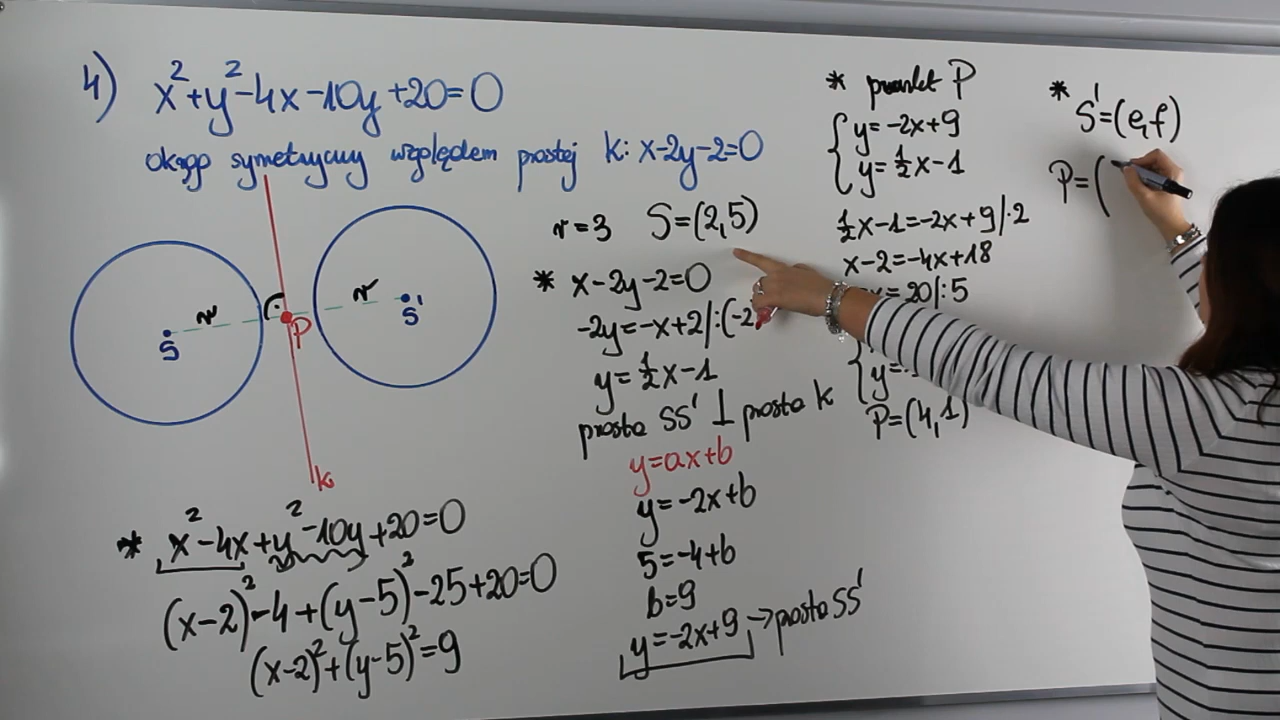 4) x²+y²-4x-10y+20=0
okrąg symetryczny względem prostej k: x-2y-2=0
r
S
P
r
S'
k
* x²-4x+y²-10y+20=0
(x-2)²-4+(y-5)²-25+20=0
(x-2)²+(y-5)²=9
r=3 S=(2,5)
* x-2y-2=0
-2y=-x+2/:(-2
y=½x-1
prosta SS' ⊥ prosta k
y=ax+b
y=-2x+b
5=-4+b
b=9
y=-2x+9 → prosta SS'
* punkt P
{y=-2x+9
{y=½x-1
½x-1=-2x+9/·2
x-2=-4x+18
x=20/:5
{y=
P=(4,1)
* S'=(e,f)
P=(